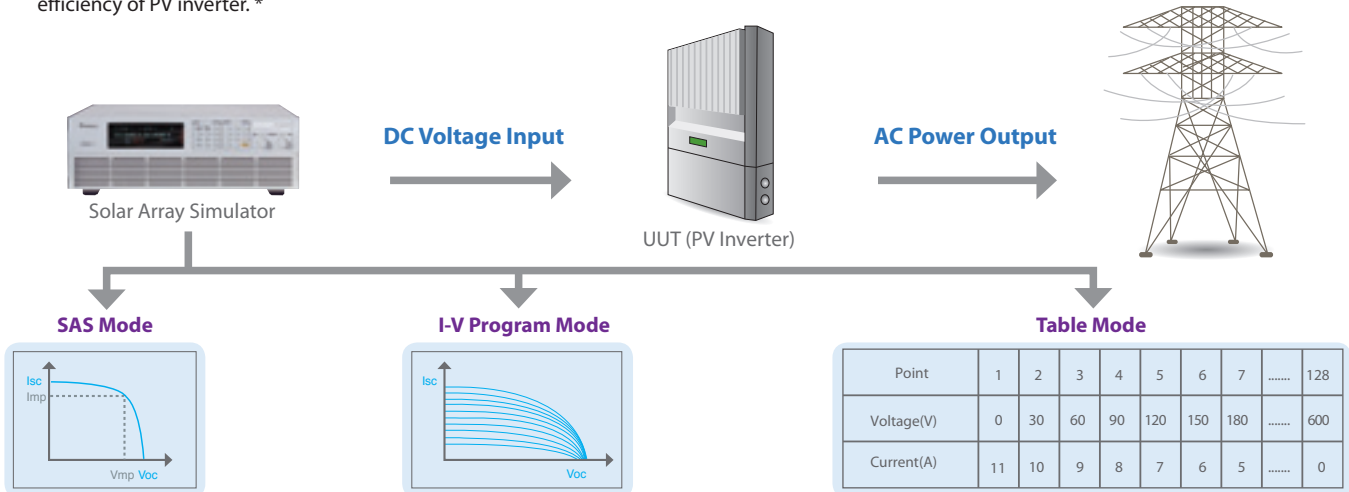 efficiency of PV inverter. *
DC Voltage Input
AC Power Output
Solar Array Simulator
UUT (PV Inverter)
SAS Mode
I-V Program Mode
Table Mode
Isc
Imp
Vmp Voc
Isc
Voc
Point 1 2 3 4 5 6 7 ....... 128
Voltage(V) 0 30 60 90 120 150 180 ....... 600
Current(A) 11 10 9 8 7 6 5 ....... 0